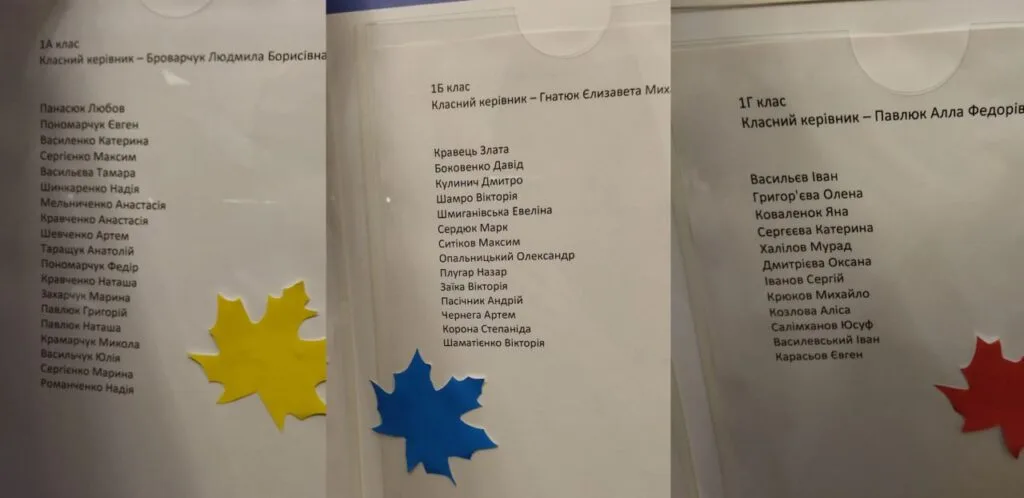 1А клас
Класний керівник – Броварчук Людмила Борисівна
Панасюк Любов
Пономарчук Євген
Василенко Катерина
Сергієнко Максим
Васильєва Тамара
Шинкаренко Надія
Мельниченко Анастасія
Кравченко Анастасія
Шевченко Артем
Таращук Анатолій
Пономарчук Федір
Кравченко Наташа
Захарчук Марина
Павлюк Григорій
Павлюк Наташа
Крамарчук Микола
Васильчук Юлія
Сергієнко Марина
Романченко Надія
1Б клас
Класний керівник – Гнатюк Єлизавета Мих
Кравець Злата
Боковенко Давід
Кулинич Дмитро
Шамро Вікторія
Шмиганівська Евеліна
Сердюк Марк
Ситіков Максим
Опальницький Олександр
Плугар Назар
Заїка Вікторія
Пасічник Андрій
Чернега Артем
Корона Степаніда
Шаматієнко Вікторія
1Г клас
Класний керівник – Павлюк Алла Федорів
Васильєв Іван
Григор'єва Олена
Коваленок Яна
Сергєєва Катерина
Халілов Мурад
Дмитрієва Оксана
Іванов Сергій
Крюков Михайло
Козлова Аліса
Салімханов Юсуф
Василевський Іван
Карасьов Євген